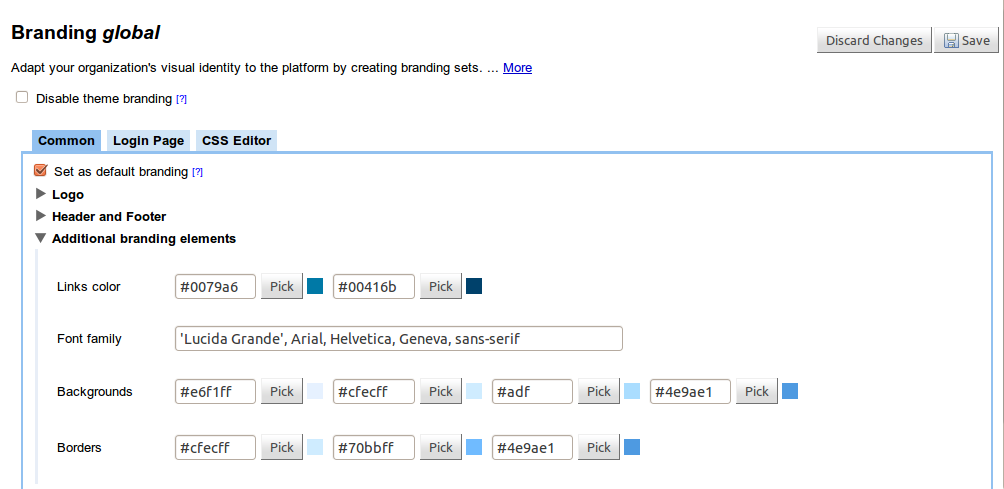 Branding global
Discard Changes Save
Adapt your organization's visual identity to the platform by creating branding sets. ... More
Disable theme branding [?]
Common Login Page CSS Editor
Set as default branding [?]
Logo
Header and Footer
Additional branding elements
Links color #0079a6 Pick #00416b Pick
Font family 'Lucida Grande', Arial, Helvetica, Geneva, sans-serif
Backgrounds #e6f1ff Pick #cfecff Pick #adf Pick #4e9ae1 Pick
Borders #cfecff Pick #70bbff Pick #4e9ae1 Pick